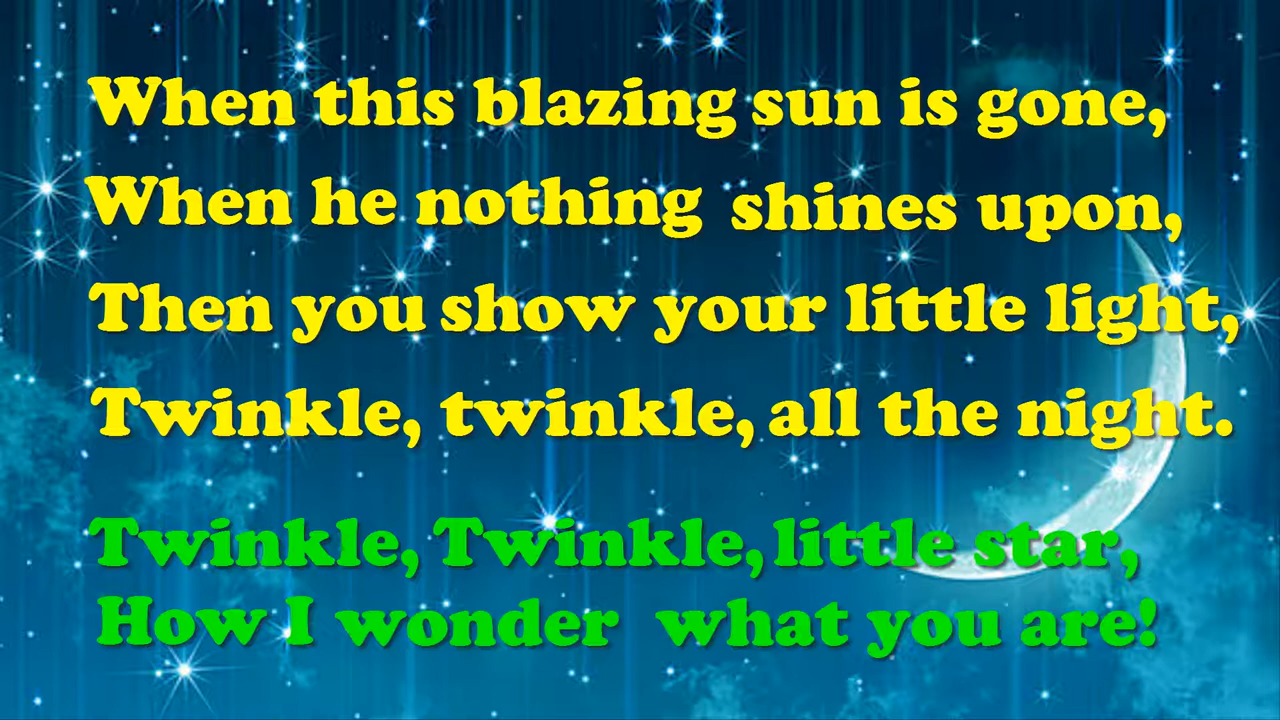 When this blazing sun is gone,
When he nothing shines upon,
Then you show your little light,
Twinkle, twinkle, all the night.
Twinkle, Twinkle, little star,
How I wonder what you are!